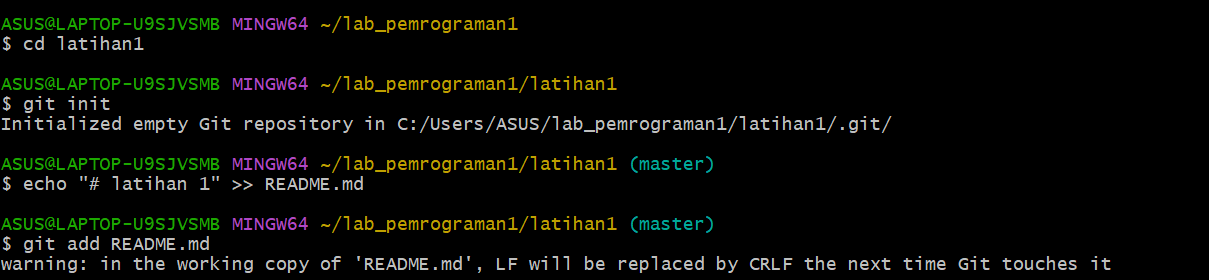 ASUS@LAPTOP-U9SJVSMB MINGW64 ~/lab_pemrograman1
$ cd latihan1
ASUS@LAPTOP-U9SJVSMB MINGW64 ~/lab_pemrograman1/latihan1
$ git init
Initialized empty Git repository in C:/Users/ASUS/lab_pemrograman1/latihan1/.git/
ASUS@LAPTOP-U9SJVSMB MINGW64 ~/lab_pemrograman1/latihan1 (master)
$ echo "# latihan 1" >> README.md
ASUS@LAPTOP-U9SJVSMB MINGW64 ~/lab_pemrograman1/latihan1 (master)
$ git add README.md
warning: in the working copy of 'README.md', LF will be replaced by CRLF the next time Git touches it